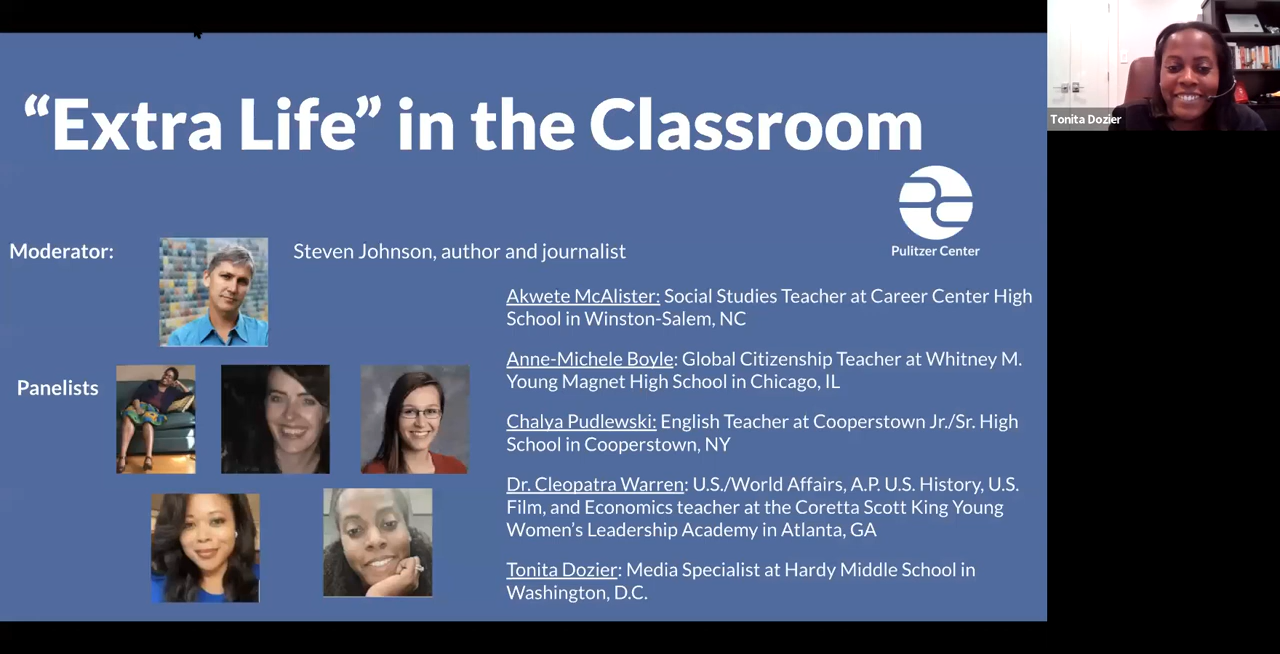 “Extra Life” in the Classroom
Tonita Dozier
Pulitzer Center
Moderator:
Steven Johnson, author and journalist
Panelists
Akwete McAlister: Social Studies Teacher at Career Center High
School in Winston-Salem, NC
Anne-Michele Boyle: Global Citizenship Teacher at Whitney M.
Young Magnet High School in Chicago, IL
Chalya Pudlewski: English Teacher at Cooperstown Jr./Sr. High
School in Cooperstown, NY
Dr. Cleopatra Warren: U.S./World Affairs, A.P. U.S. History, U.S.
Film, and Economics teacher at the Coretta Scott King Young
Women’s Leadership Academy in Atlanta, GA
Tonita Dozier: Media Specialist at Hardy Middle School in
Washington, D.C.